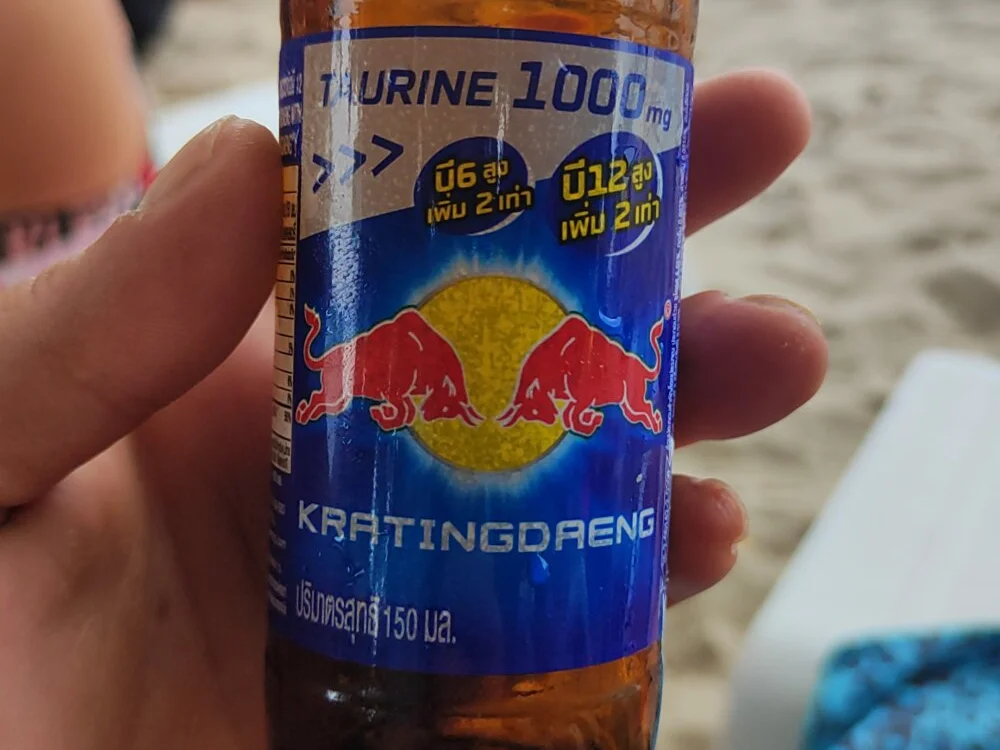 TAURINE 1000mg
>>>
บี6 สูง
เพิ่ม 2 เท่า
บี12 สูง
เพิ่ม 2 เท่า
KRATINGDAENG
ปริมาตรสุทธิ 150 มล.